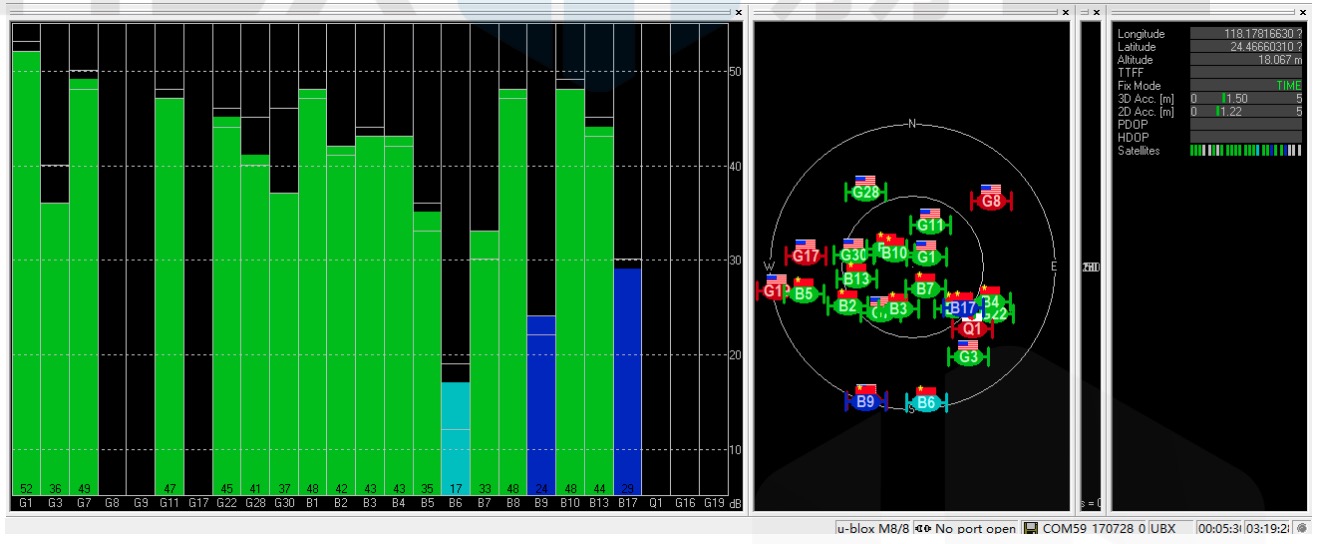 50
40
30
20
10
52 36 49 47 45 41 37 48 42 43 43 35 17 33 48 24 48 44 29
G1 G3 G7 G8 G9 G11 G17 G22 G28 G30 B1 B2 B3 B4 B5 B6 B7 B8 B9 B10 B13 B17 Q1 G16 G19 dB
N
G28
G8
G11
G17 G30 B10 G1
W E
B13
B5 B7
B2 B3 B17 B4
G22
Q1
G3
B9 B6
S
Longitude 118.17816630 ?
Latitude 24.46660310 ?
Altitude 18.067 m
TTFF
Fix Mode TIME
3D Acc. [m] 0 1.50 5
2D Acc. [m] 0 1.22 5
PDOP
HDOP
Satellites
u-blox M8/8 No port open COM59 170728 0 UBX 00:05:3 03:19:2